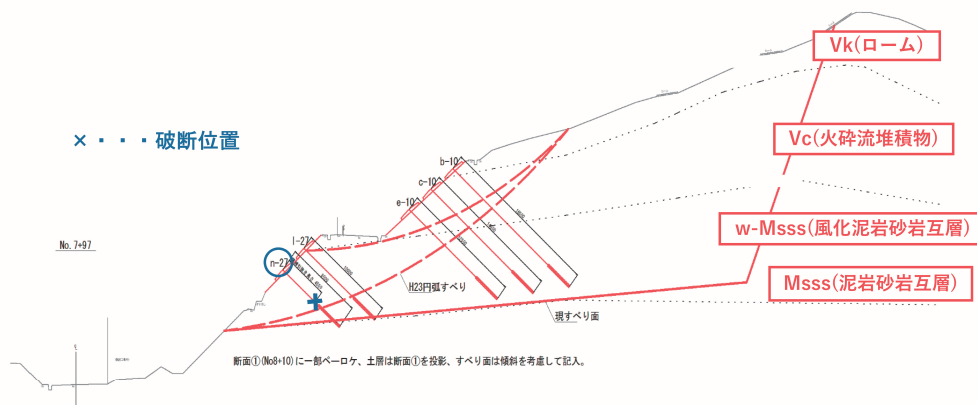 Vk(ローム)
×・・・破断位置
Vc(火砕流堆積物)
b-10
c-10
e-10
w-Msss(風化泥岩砂岩互層)
No.7+97
l-27
n-27
Msss(泥岩砂岩互層)
H23円弧すべり
現すべり面
断面①(No8+10)に一部ペーロケ、土層は断面①を投影、すべり面は傾斜を考慮して記入。